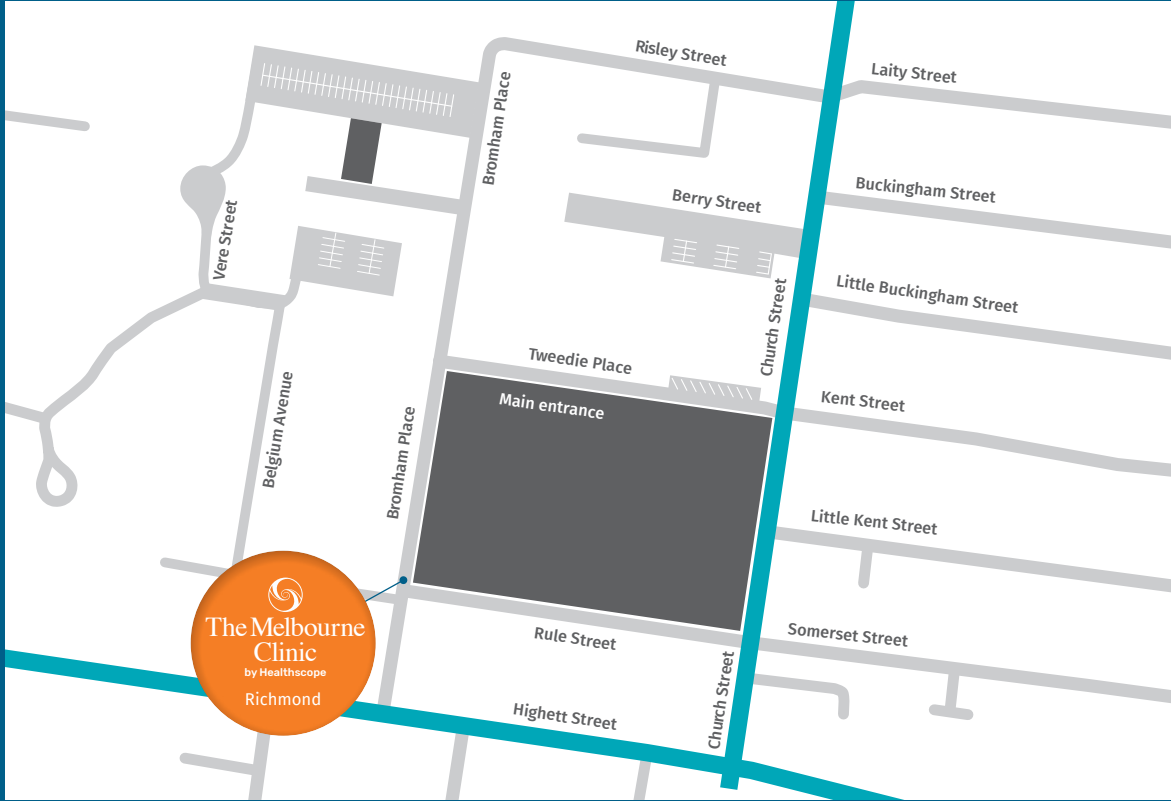 Risley Street
Laity Street
Bromham Place
Buckingham Street
Berry Street
Vere Street
Little Buckingham Street
Church Street
Tweedie Place
Main entrance
Kent Street
Belgium Avenue
Bromham Place
Little Kent Street
The Melbourne
Clinic
by Healthscope
Richmond
Rule Street
Somerset Street
Church Street
Highett Street